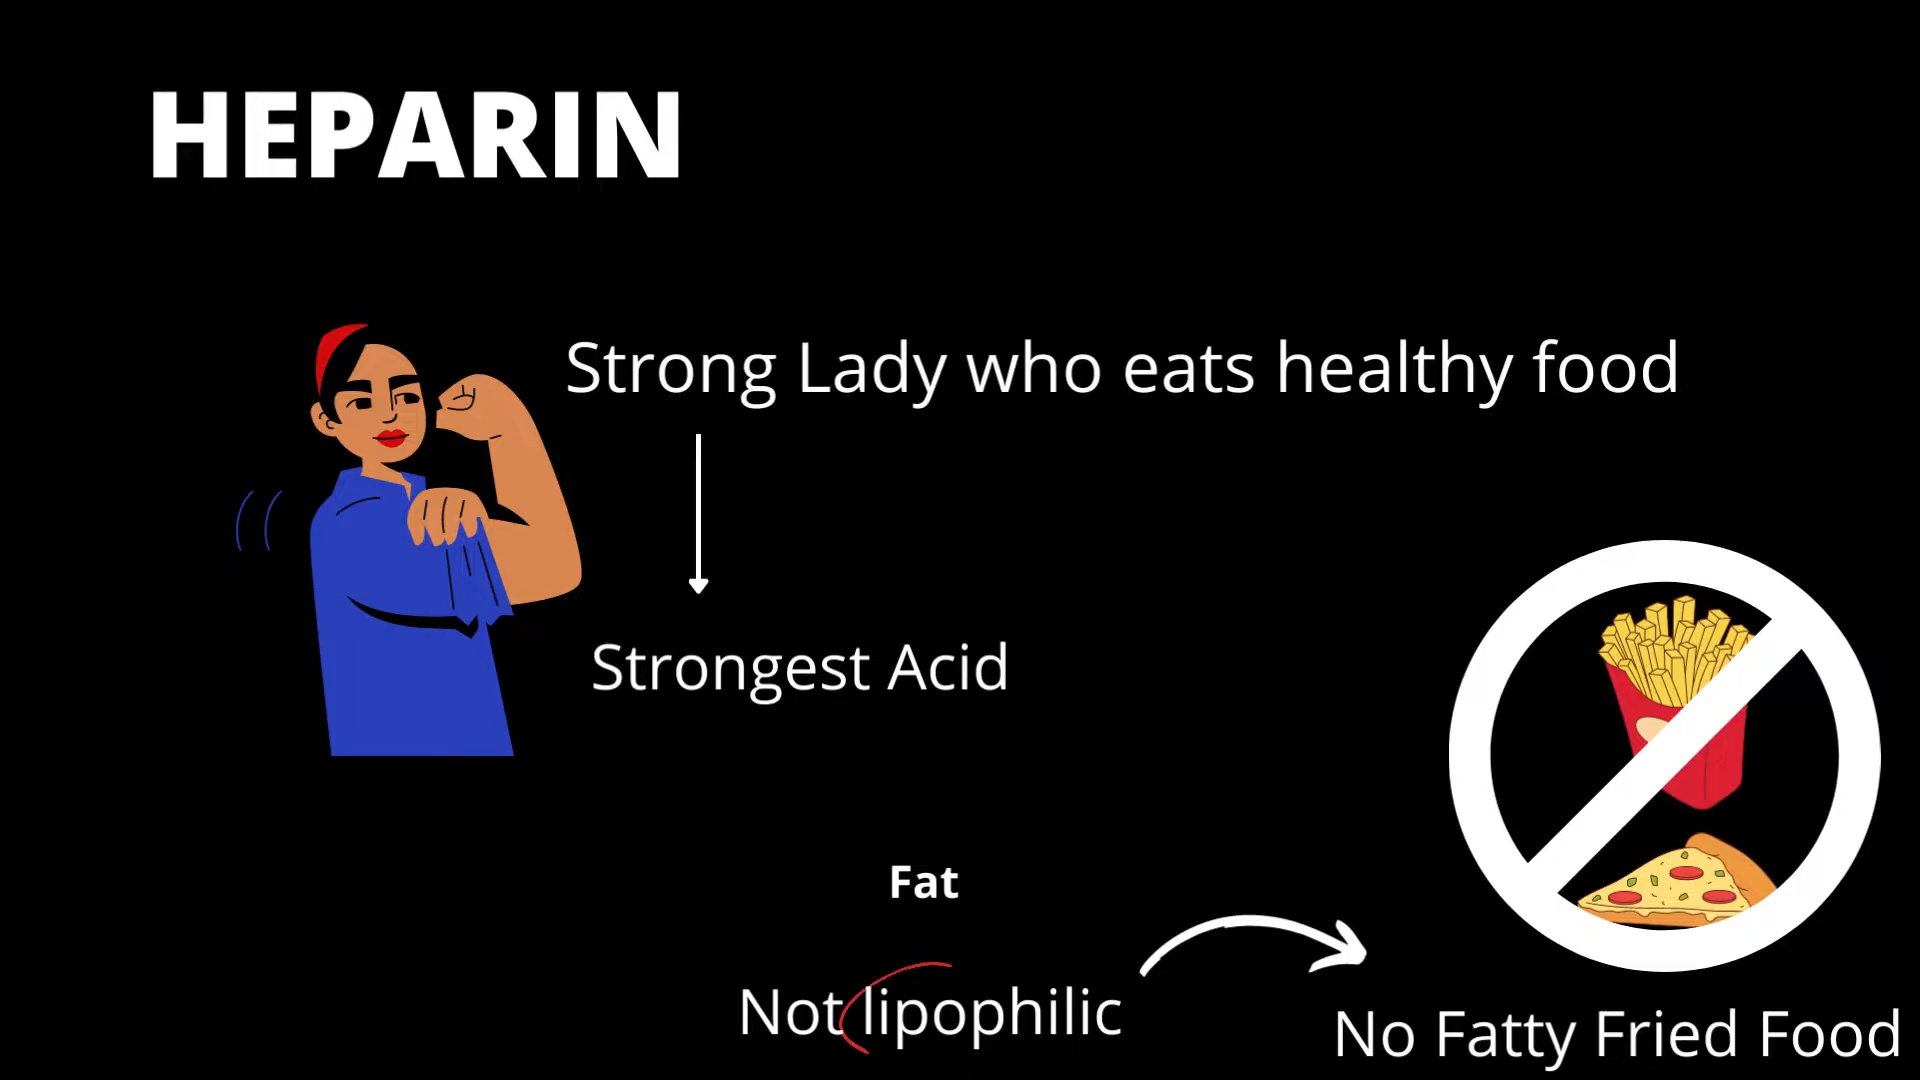 HEPARIN
Strong Lady who eats healthy food
Strongest Acid
Fat
Not lipophilic
No Fatty Fried Food